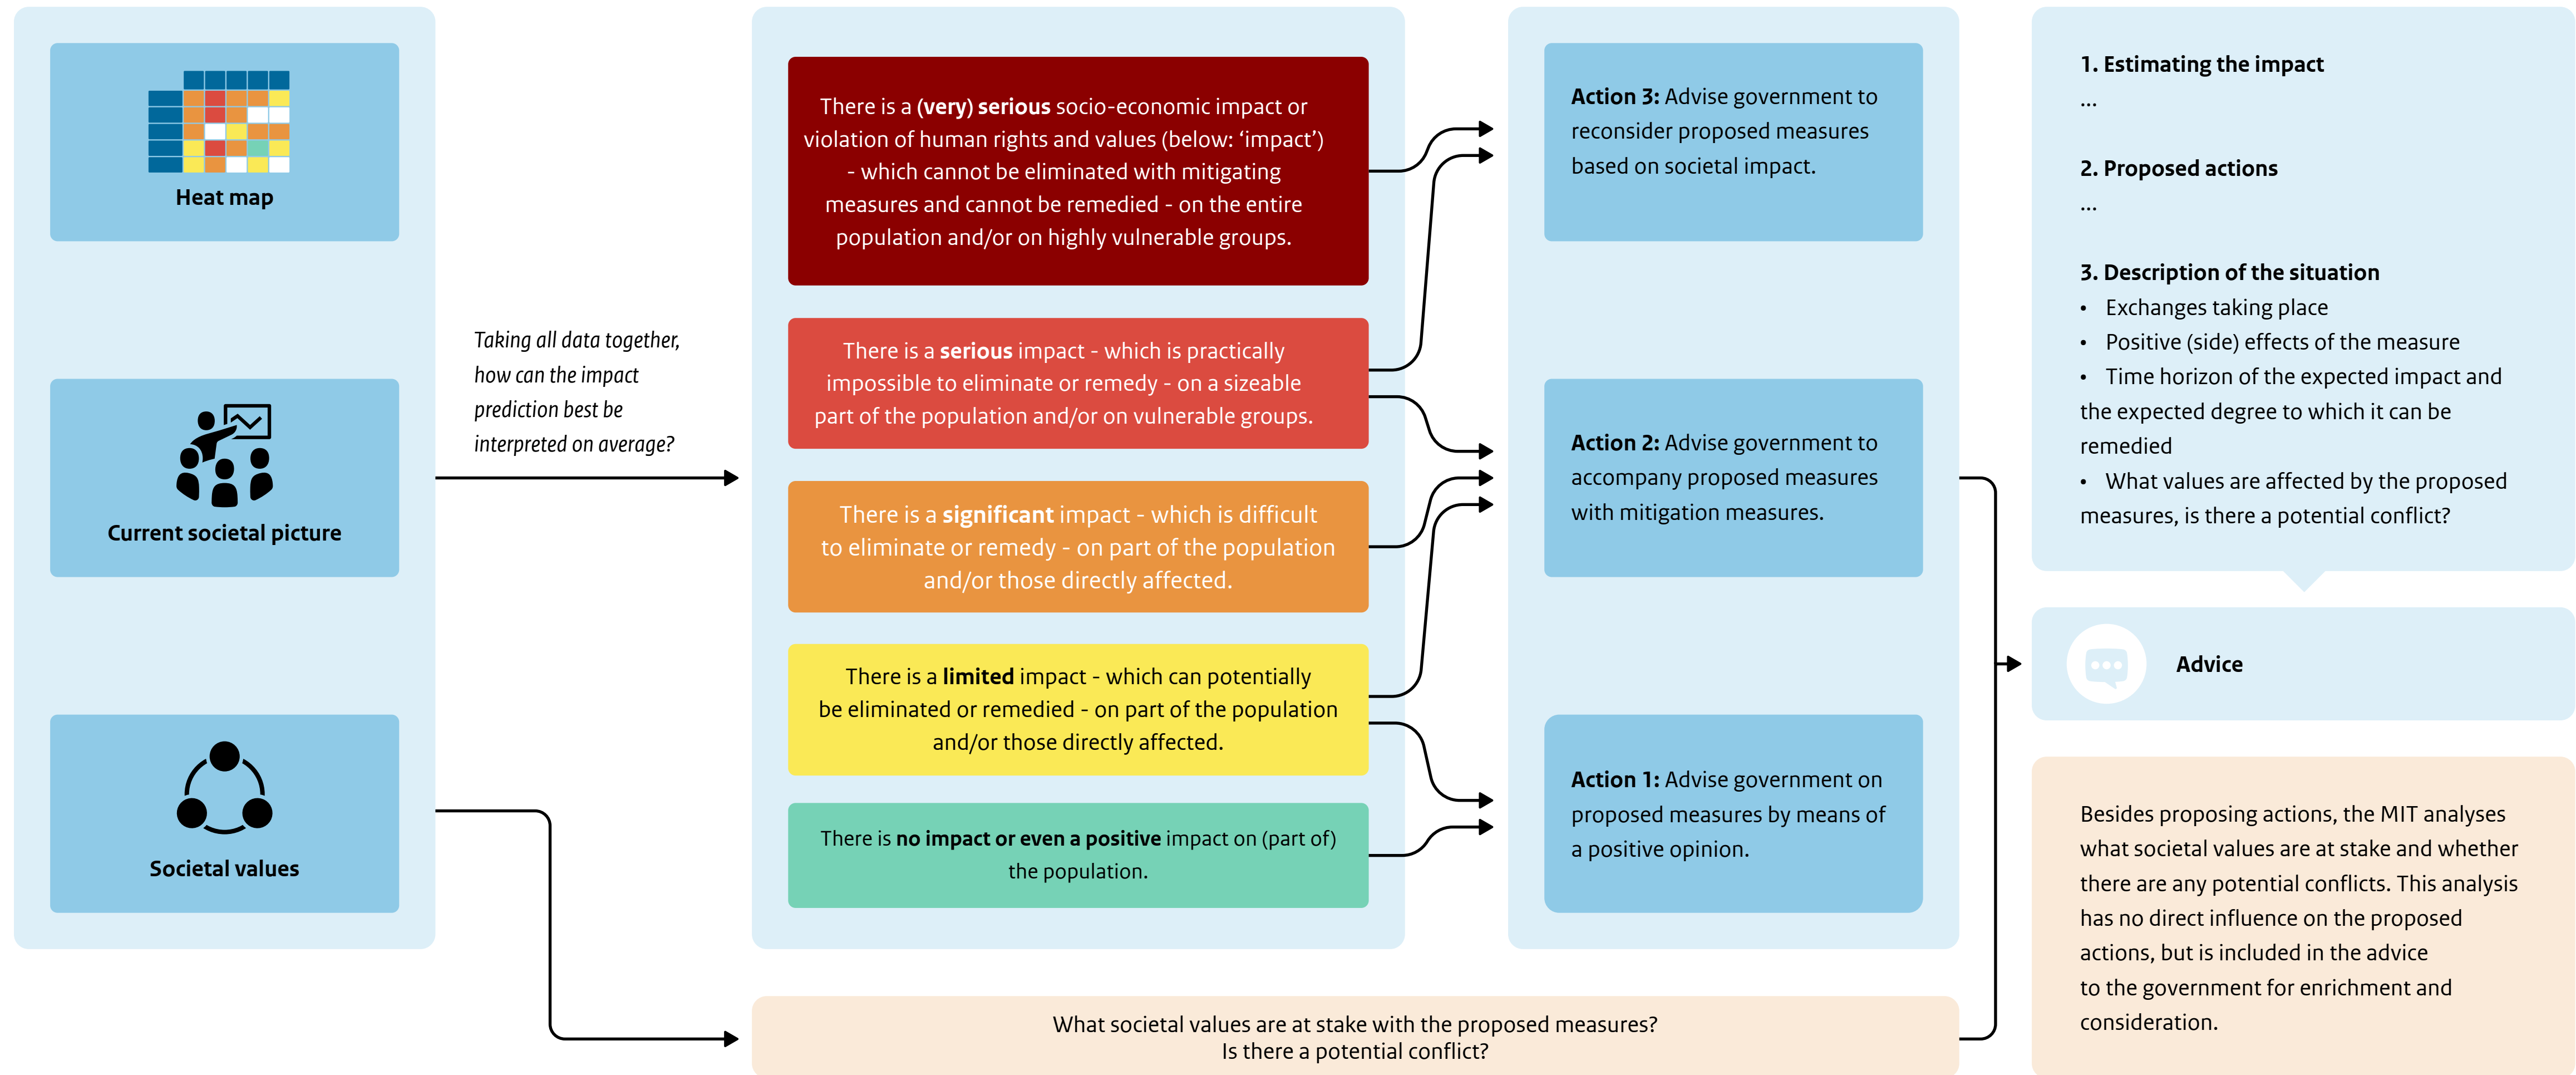 Heat map
Current societal picture
Societal values
Taking all data together,
how can the impact
prediction best be
interpreted on average?
There is a (very) serious socio-economic impact or
violation of human rights and values (below: ‘impact’)
- which cannot be eliminated with mitigating
measures and cannot be remedied - on the entire
population and/or on highly vulnerable groups.
There is a serious impact - which is practically
impossible to eliminate or remedy - on a sizeable
part of the population and/or on vulnerable groups.
There is a significant impact - which is difficult
to eliminate or remedy - on part of the population
and/or those directly affected.
There is a limited impact - which can potentially
be eliminated or remedied - on part of the population
and/or those directly affected.
There is no impact or even a positive impact on (part of)
the population.
What societal values are at stake with the proposed measures?
Is there a potential conflict?
Action 3: Advise government to
reconsider proposed measures
based on societal impact.
Action 2: Advise government to
accompany proposed measures
with mitigation measures.
Action 1: Advise government on
proposed measures by means of
a positive opinion.
1. Estimating the impact
...
2. Proposed actions
...
3. Description of the situation
• Exchanges taking place
• Positive (side) effects of the measure
• Time horizon of the expected impact and
the expected degree to which it can be
remedied
• What values are affected by the proposed
measures, is there a potential conflict?
Advice
Besides proposing actions, the MIT analyses
what societal values are at stake and whether
there are any potential conflicts. This analysis
has no direct influence on the proposed
actions, but is included in the advice
to the government for enrichment and
consideration.